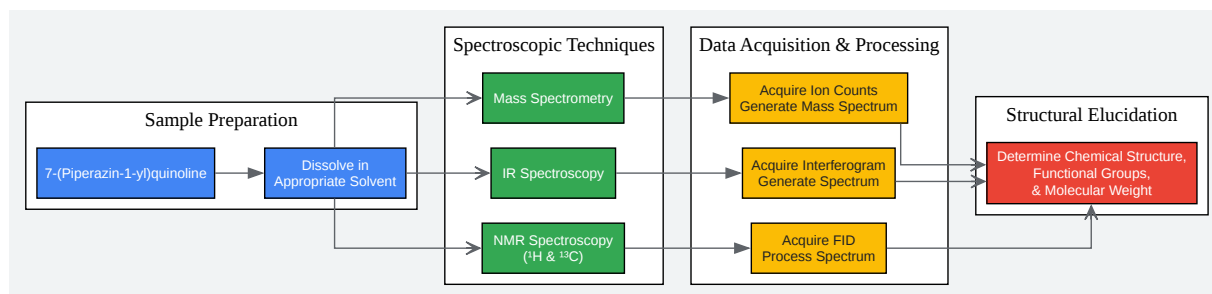 Sample Preparation
7-(Piperazin-1-yl)quinoline
Dissolve in
Appropriate Solvent
Spectroscopic Techniques
Mass Spectrometry
IR Spectroscopy
NMR Spectroscopy
(¹H & ¹³C)
Data Acquisition & Processing
Acquire Ion Counts
Generate Mass Spectrum
Acquire Interferogram
Generate Spectrum
Acquire FID
Process Spectrum
Structural Elucidation
Determine Chemical Structure,
Functional Groups,
& Molecular Weight